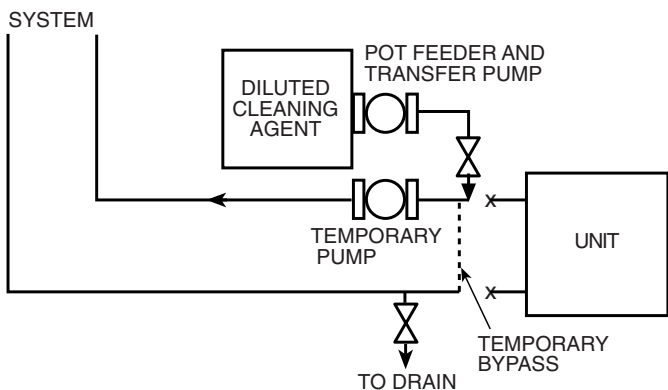 SYSTEM
POT FEEDER AND
TRANSFER PUMP
DILUTED
CLEANING
AGENT
X
TEMPORARY
PUMP
UNIT
X
TEMPORARY
BYPASS
TO DRAIN